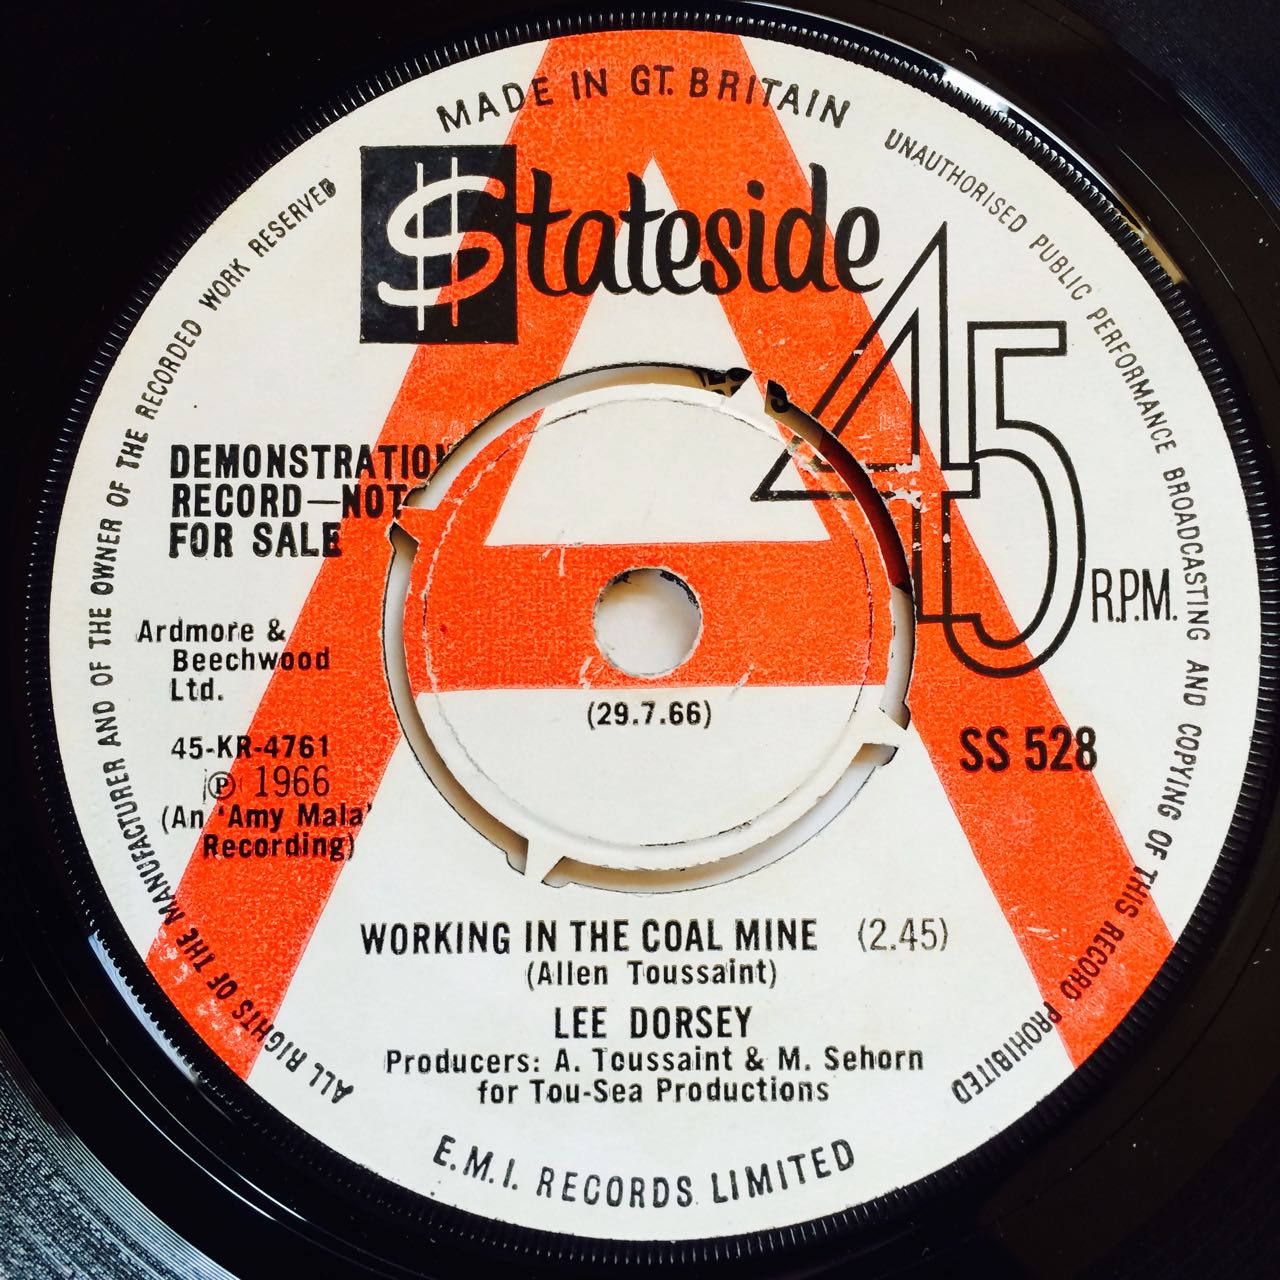 MADE IN GT. BRITAIN
$tateside
45
R.P.M.
DEMONSTRATION
RECORD—NOT
FOR SALE
Ardmore &
Beechwood
Ltd.
45-KR-4761
℗ 1966
(An 'Amy Mala'
Recording)
(29.7.66)
SS 528
WORKING IN THE COAL MINE (2.45)
(Allen Toussaint)
LEE DORSEY
Producers: A. Toussaint & M. Sehorn
for Tou-Sea Productions
E.M.I. RECORDS LIMITED
ALL RIGHTS OF THE MANUFACTURER AND OF THE OWNER OF THE RECORDED WORK RESERVED
UNAUTHORISED PUBLIC PERFORMANCE BROADCASTING AND COPYING OF THIS RECORD PROHIBITED
A